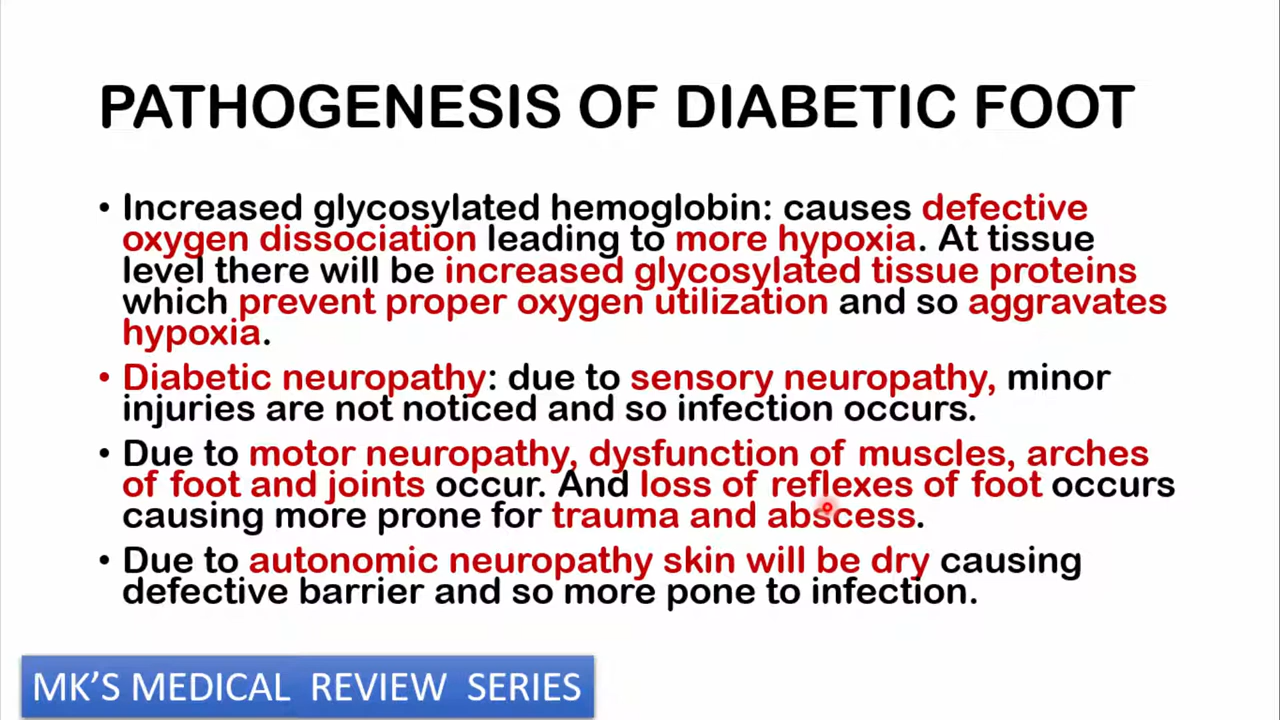 PATHOGENESIS OF DIABETIC FOOT
• Increased glycosylated hemoglobin: causes defective
oxygen dissociation leading to more hypoxia. At tissue
level there will be increased glycosylated tissue proteins
which prevent proper oxygen utilization and so aggravates
hypoxia.
• Diabetic neuropathy: due to sensory neuropathy, minor
injuries are not noticed and so infection occurs.
• Due to motor neuropathy, dysfunction of muscles, arches
of foot and joints occur. And loss of reflexes of foot occurs
causing more prone for trauma and abscess.
• Due to autonomic neuropathy skin will be dry causing
defective barrier and so more pone to infection.
MK’S MEDICAL REVIEW SERIES